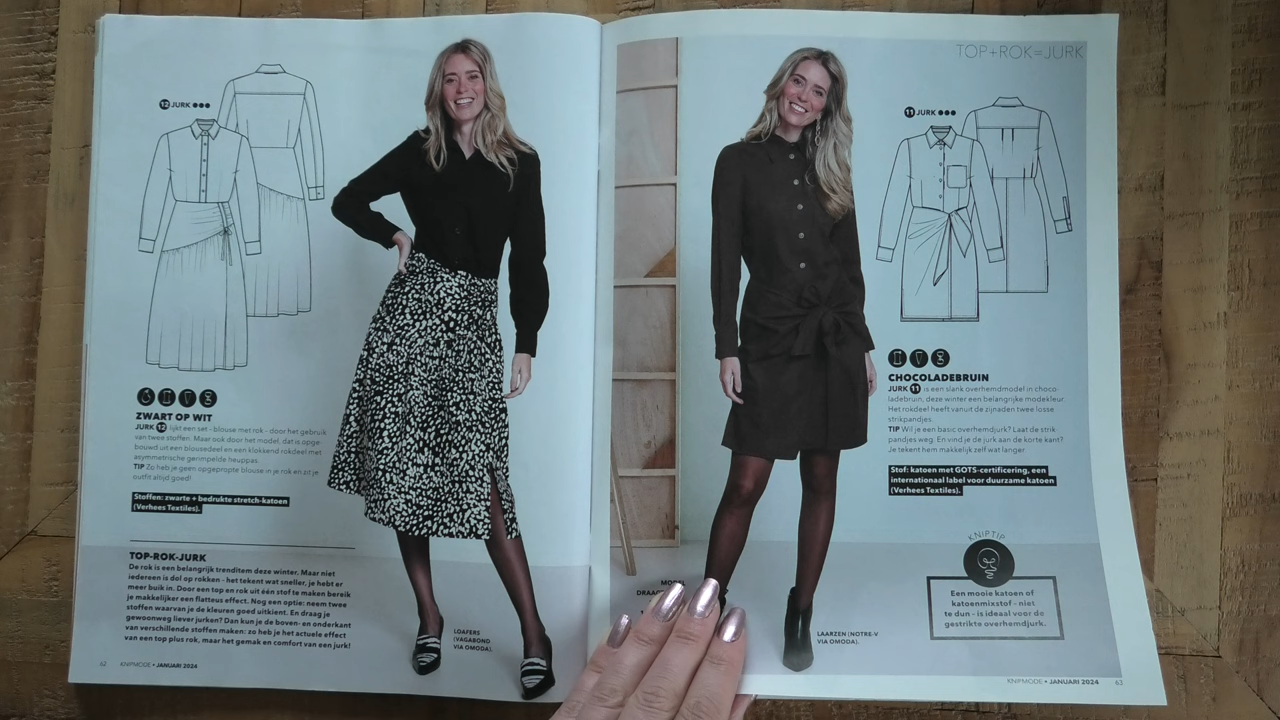 12 JURK
ZWART OP WIT
JURK 12 lijkt een set - blouse met rok - door het gebruik
van twee stoffen. Maar ook door het model, dat is opge-
bouwd uit een blousedeel en een klokkend rokdeel met
asymmetrische gerimpelde heuppas.
TIP Zo heb je geen opgepropte blouse in je rok en zit je
outfit altijd goed!
Stoffen: zwarte + bedrukte stretch-katoen
(Verhees Textiles).
TOP-ROK-JURK
De rok is een belangrijk trenditem deze winter. Maar niet
iedereen is dol op rokken - het tekent wat sneller, je hebt er
meer buik in. Door een top en rok uit één stof te maken bereik
je makkelijker een flatteus effect. Nog een optie: neem twee
stoffen waarvan je de kleuren goed uitkient. En draag je
gewoonweg liever jurken? Dan kun je de boven- en onderkant
van verschillende stoffen maken: zo heb je het actuele effect
van een top plus rok, maar het gemak en comfort van een jurk!
LOAFERS
(VAGABOND
VIA OMODA).
62 KNIPMODE • JANUARI 2024
TOP+ROK=JURK
11 JURK
CHOCOLADEBRUIN
JURK 11 is een slank overhemdmodel in choco-
ladebruin, deze winter een belangrijke modekleur.
Het rokdeel heeft vanuit de zijnaden twee losse
strikpandjes.
TIP Wil je een basic overhemdjurk? Laat de strik-
pandjes weg. En vind je de jurk aan de korte kant?
Je tekent hem makkelijk zelf wat langer
Stof: katoen met GOTS-certificering, een
internationaal label voor duurzame katoen
(Verhees Textiles).
KNIPTIP
Een mooie katoen of
katoenmixstof - niet
te dun - is ideaal voor de
gestrikte overhemdjurk.
LAARZEN (NOTRE-V
VIA OMODA).
KNIPMODE • JANUARI 2024 63